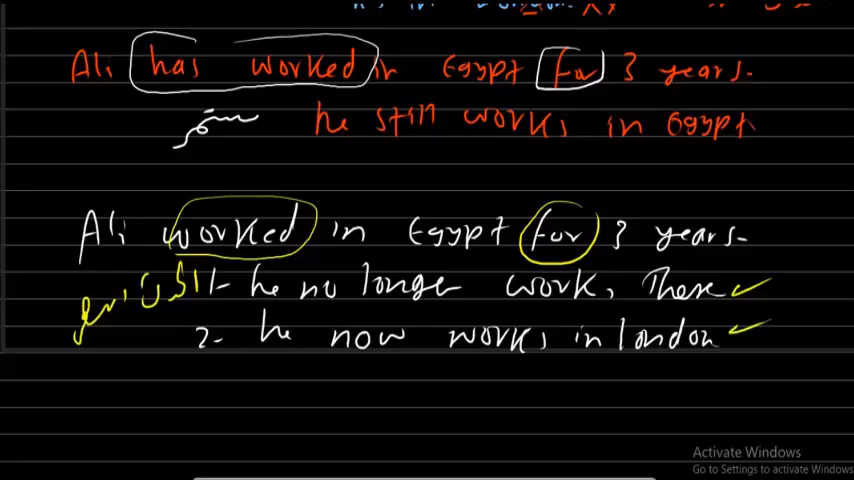 Ali has worked in Egypt for 3 years.
مستمر he still works in Egypt
Ali worked in Egypt for 3 years.
1- he no longer works There
2- he now works in london
Activate Windows
Go to Settings to activate Windows